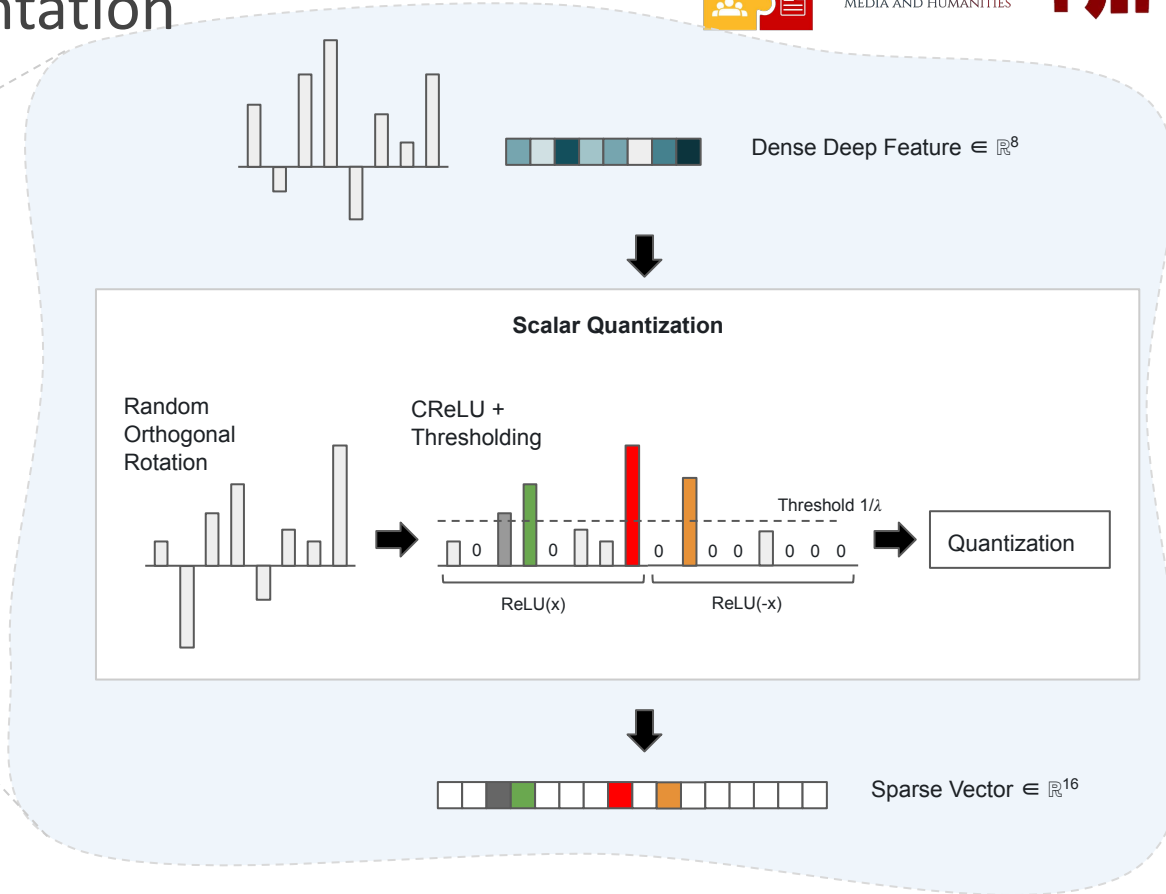 MEDIA AND HUMANITIES
Dense Deep Feature ∈ ℝ⁸
Scalar Quantization
Random
Orthogonal
Rotation
CReLU +
Thresholding
Threshold 1/λ
0 0 0 0 0 0 0 0
ReLU(x)
ReLU(-x)
Quantization
Sparse Vector ∈ ℝ¹⁶